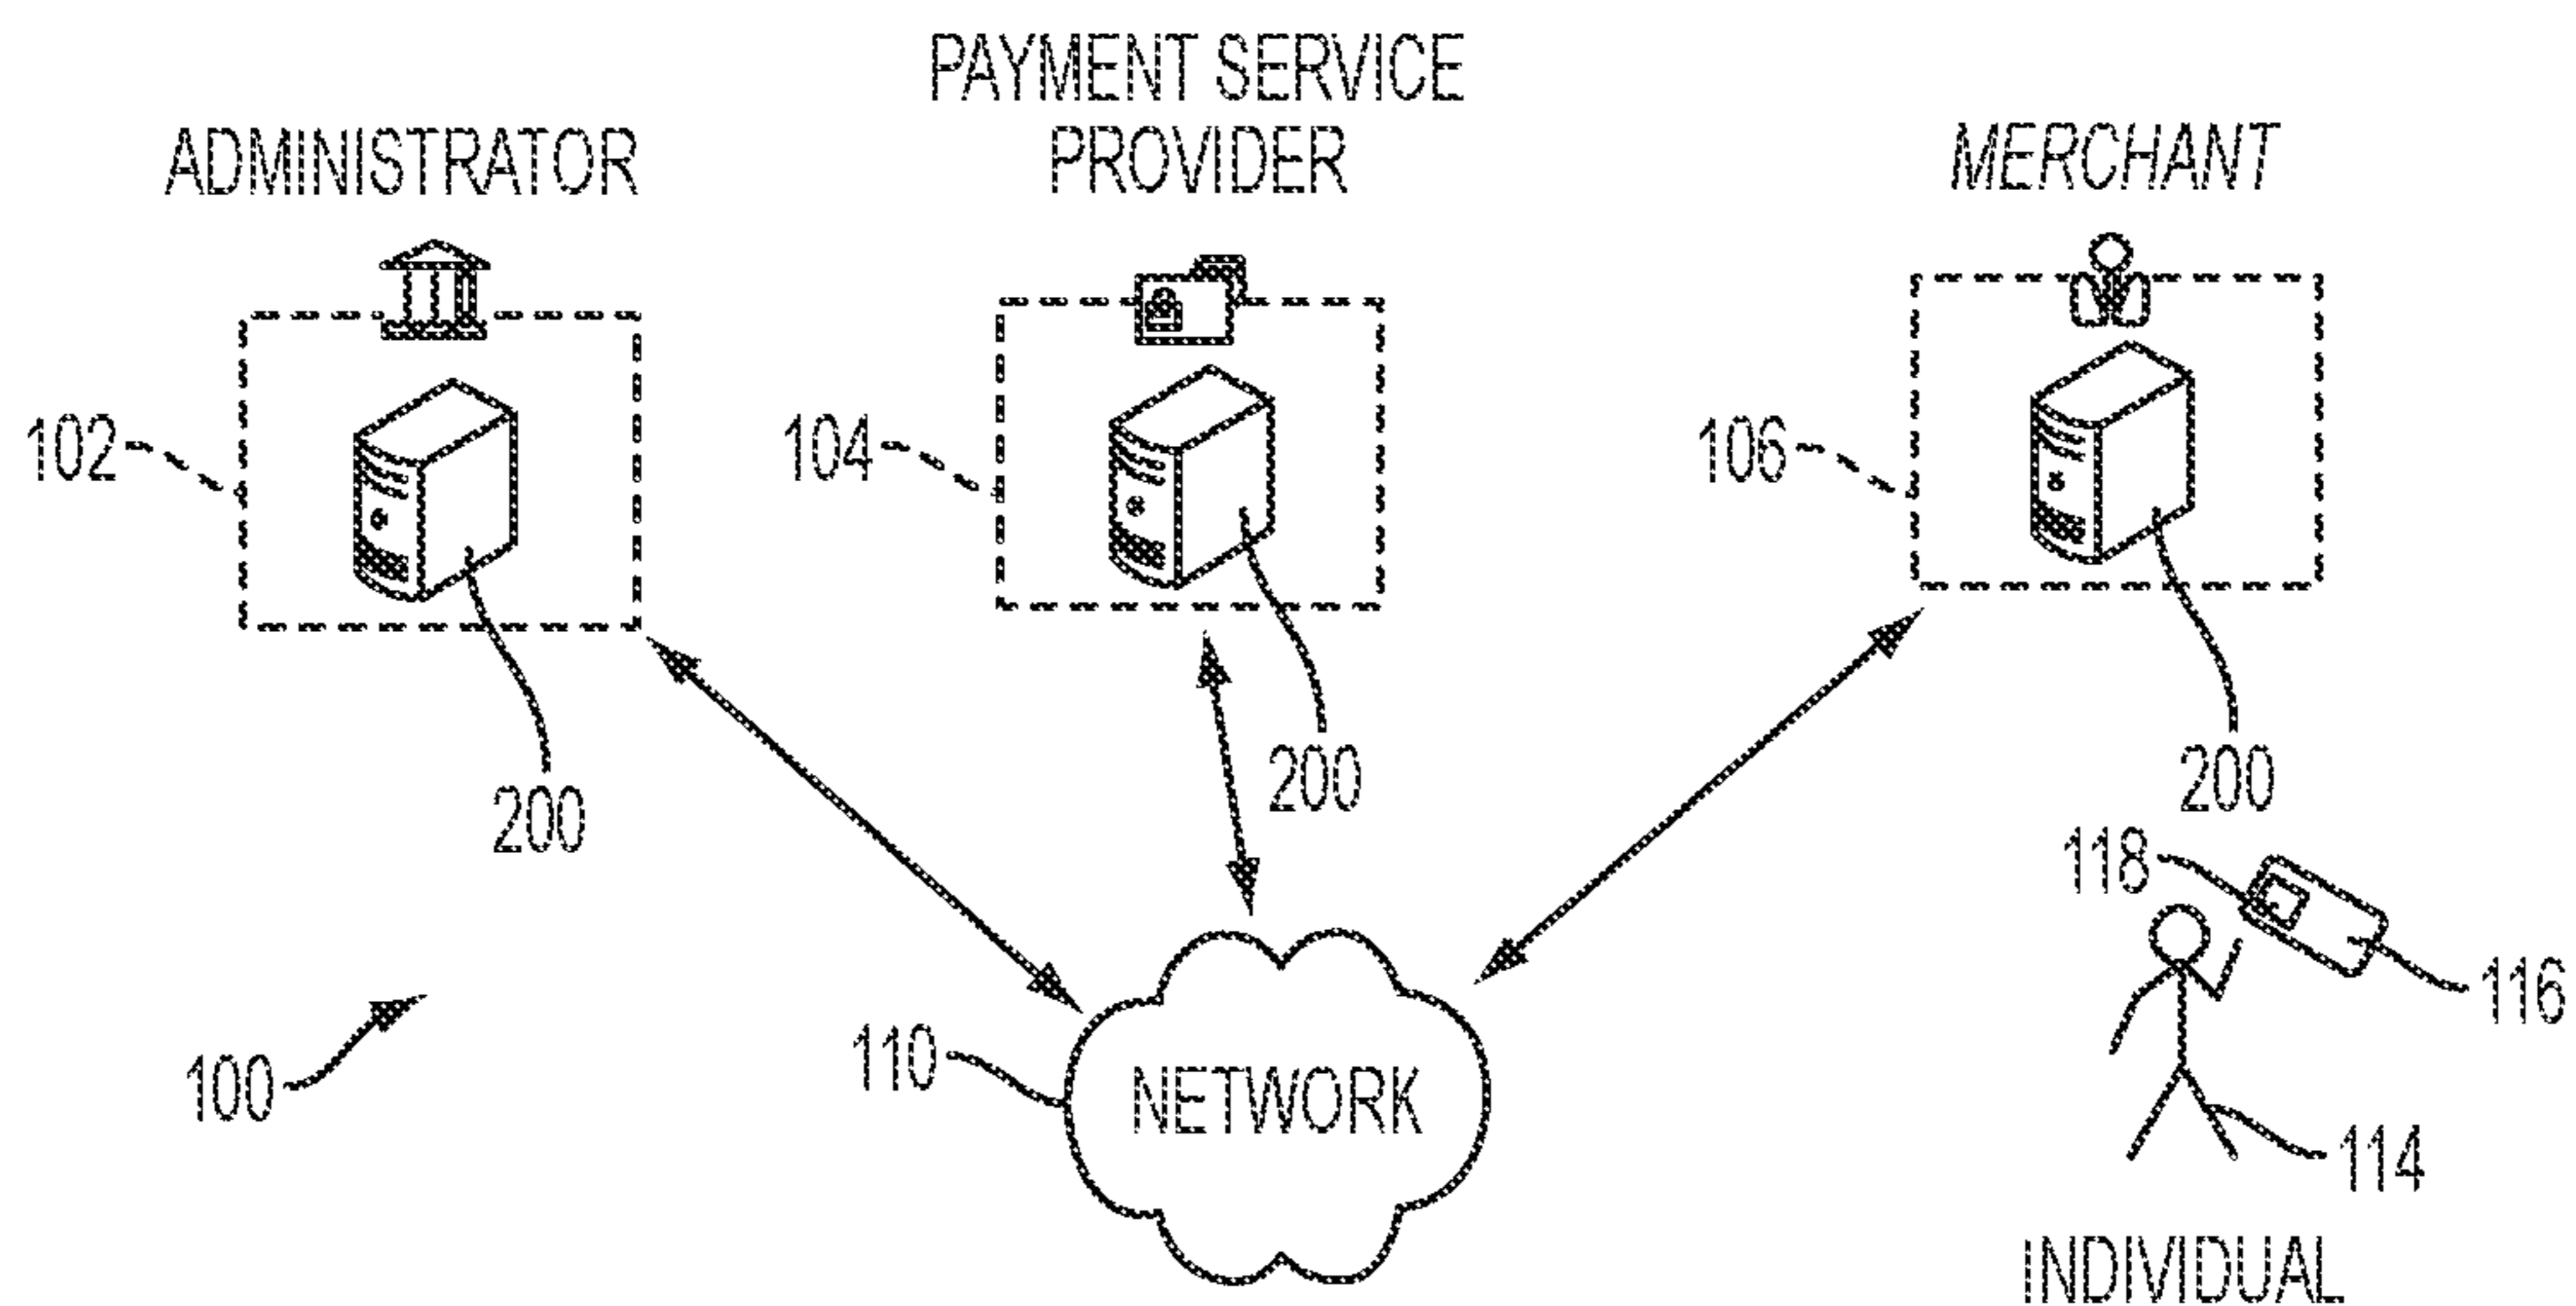 PAYMENT SERVICE
PROVIDER
ADMINISTRATOR
MERCHANT
102
104
106
200
200
200
118
116
110
NETWORK
100
114
INDIVIDUAL